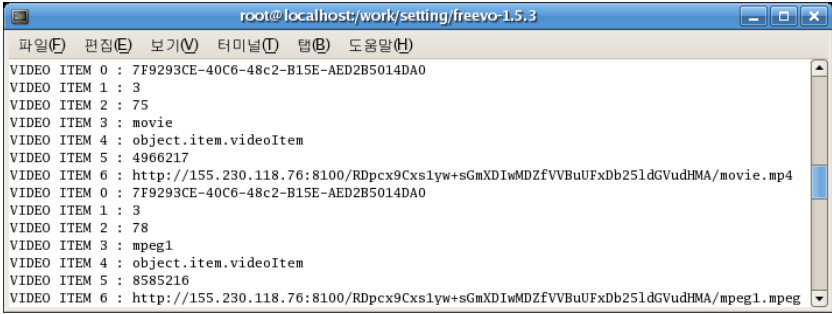 root@localhost:/work/setting/freevo-1.5.3
파일(F) 편집(E) 보기(V) 터미널(T) 탭(B) 도움말(H)
VIDEO ITEM 0 : 7F9293CE-40C6-48c2-B15E-AED2B5014DA0
VIDEO ITEM 1 : 3
VIDEO ITEM 2 : 75
VIDEO ITEM 3 : movie
VIDEO ITEM 4 : object.item.videoItem
VIDEO ITEM 5 : 4966217
VIDEO ITEM 6 : http://155.230.118.76:8100/RDpcx9Cxs1yw+sGmXDIwMDZfVVBuUFxDb25ldGVudHMA/movie.mp4
VIDEO ITEM 0 : 7F9293CE-40C6-48c2-B15E-AED2B5014DA0
VIDEO ITEM 1 : 3
VIDEO ITEM 2 : 78
VIDEO ITEM 3 : mpeg1
VIDEO ITEM 4 : object.item.videoItem
VIDEO ITEM 5 : 8585216
VIDEO ITEM 6 : http://155.230.118.76:8100/RDpcx9Cxs1yw+sGmXDIwMDZfVVBuUFxDb25ldGVudHMA/mpeg1.mpeg